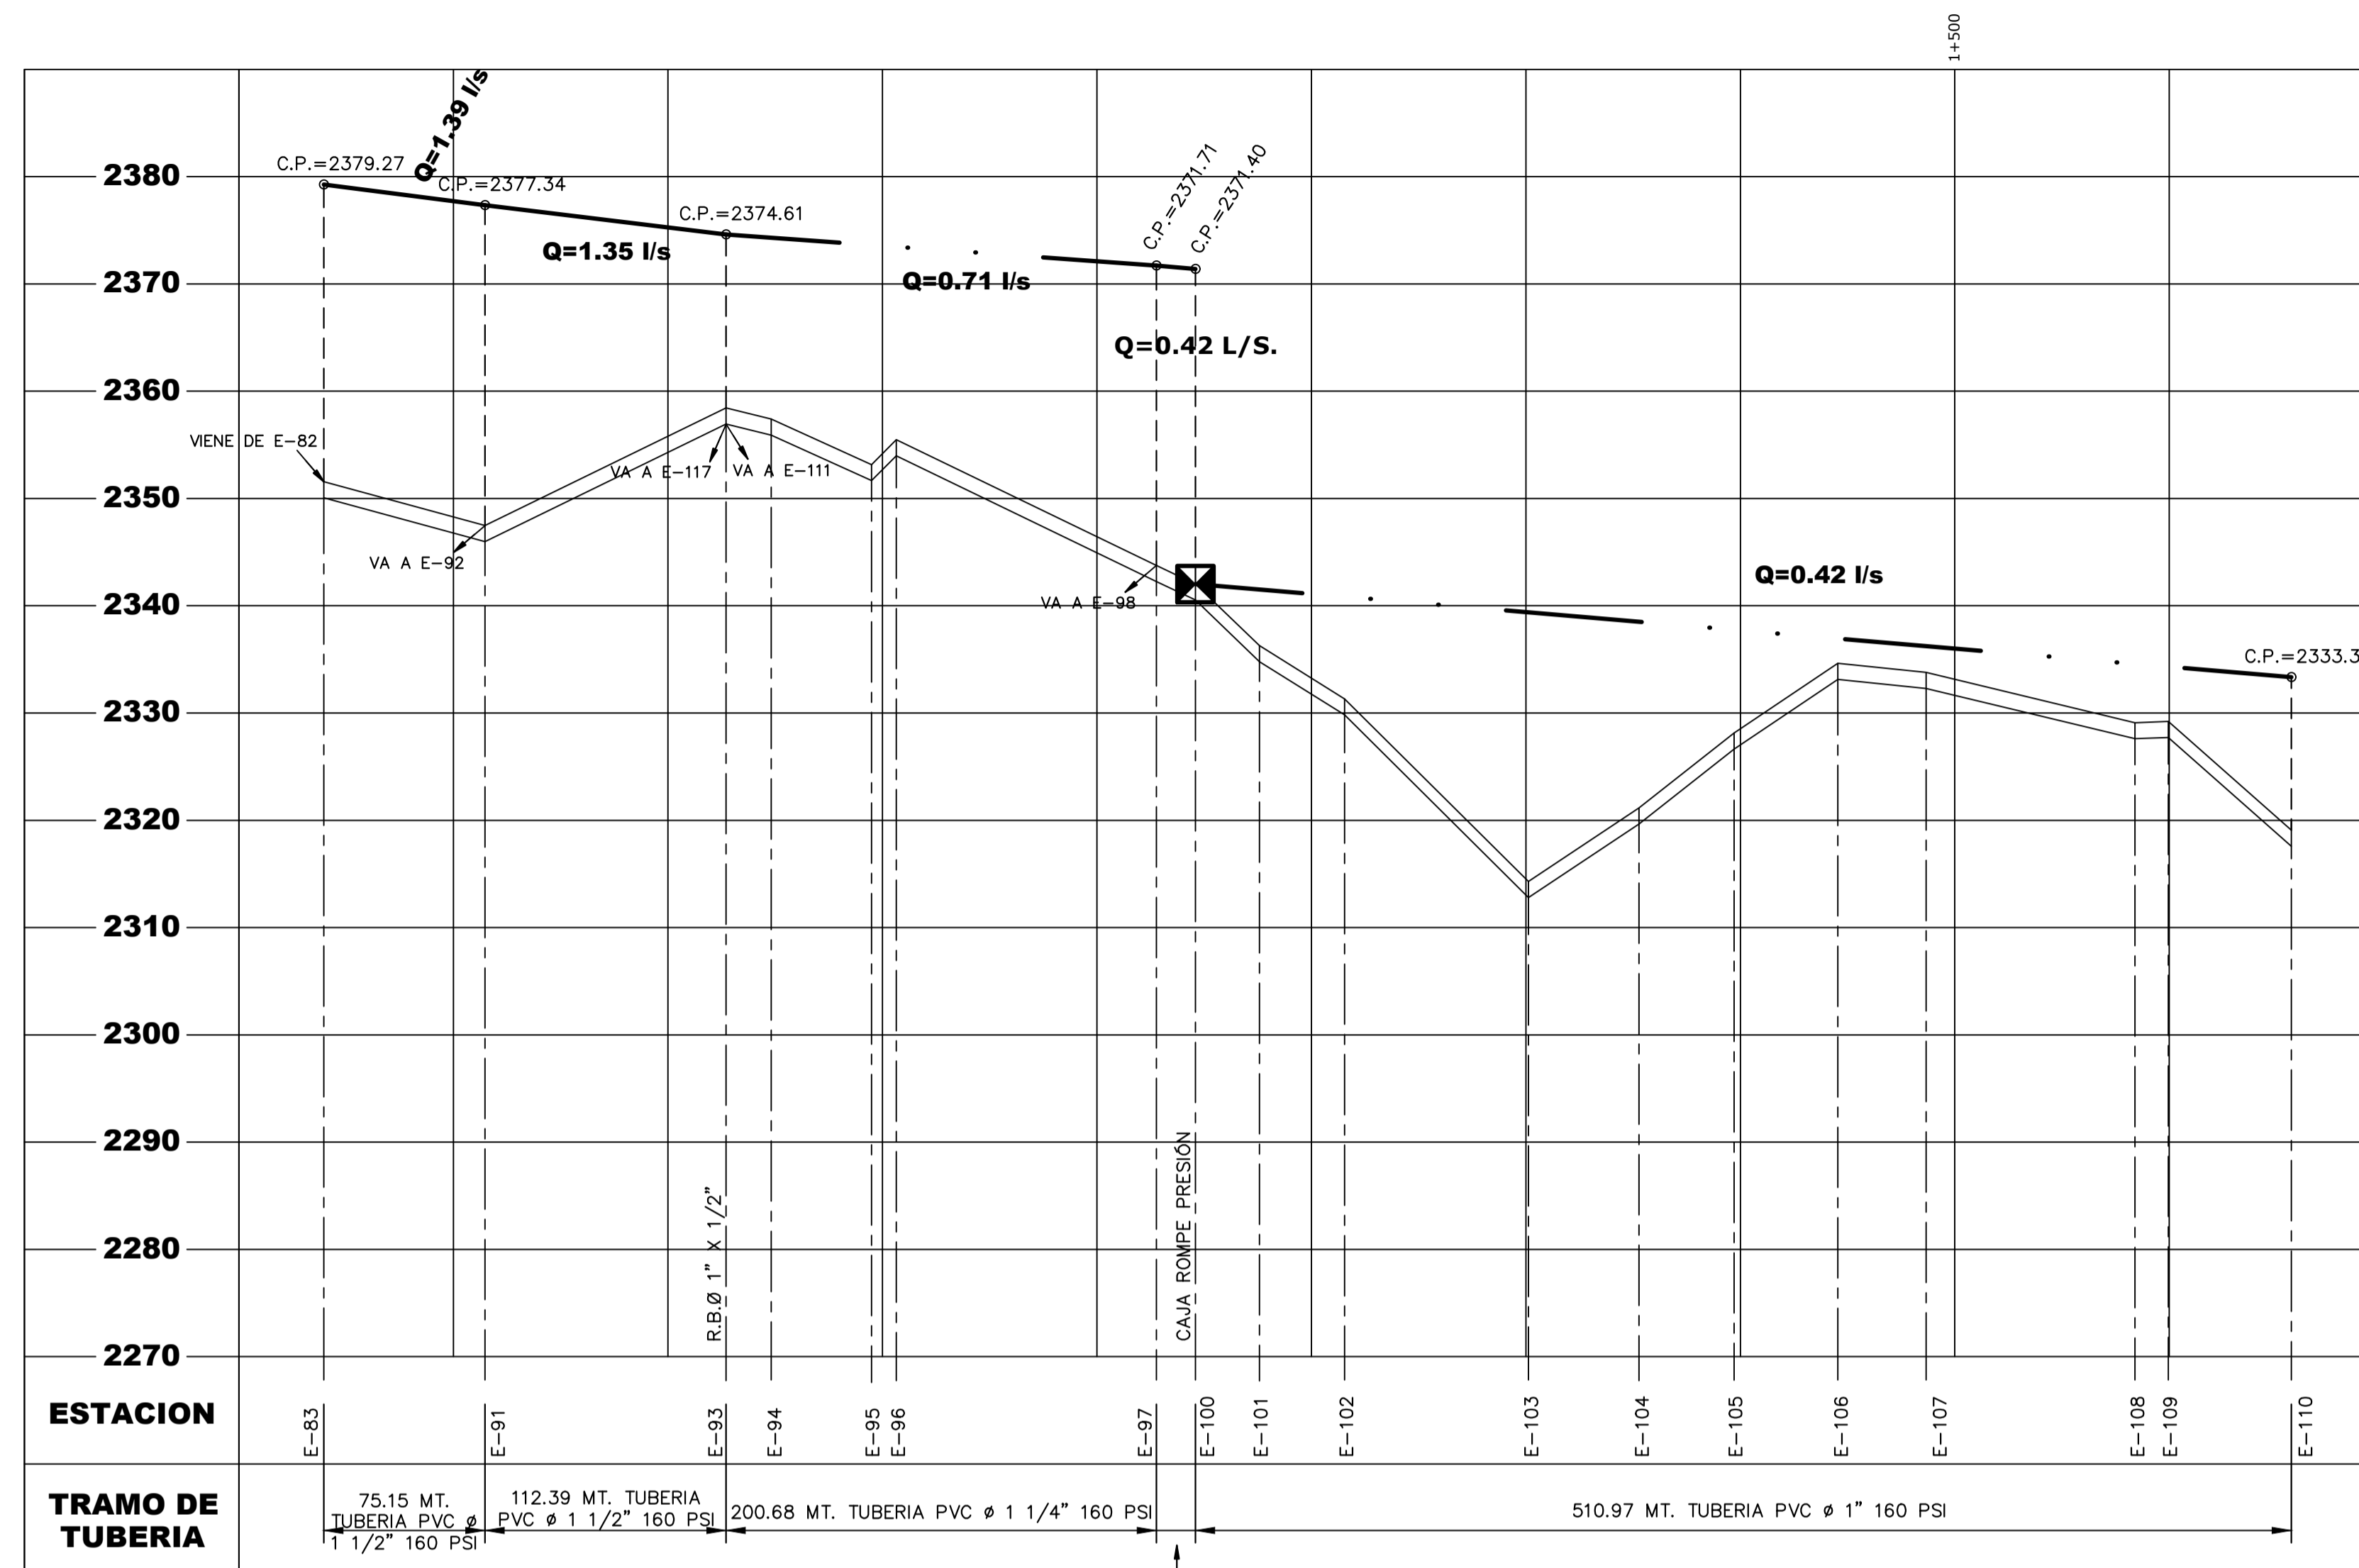 1+500
Q=1.39 l/s
C.P.=2379.27
C.P.=2377.34
C.P.=2374.61
C.P.=2371.71
C.P.=2371.40
2380
Q=1.35 l/s
2370
Q=0.71 l/s
Q=0.42 L/S.
2360
VIENE DE E-82
VA A E-117
VA A E-111
2350
VA A E-92
Q=0.42 l/s
VA A E-98
2340
C.P.=2333.3
2330
2320
2310
2300
2290
2280
2270
R.B.Ø 1" X 1/2"
CAJA ROMPE PRESIÓN
ESTACION
E-83
E-91
E-93
E-94
E-95
E-96
E-97
E-100
E-101
E-102
E-103
E-104
E-105
E-106
E-107
E-108
E-109
E-110
TRAMO DE
TUBERIA
75.15 MT.
TUBERIA PVC ø
1 1/2" 160 PSI
112.39 MT. TUBERIA
PVC ø 1 1/2" 160 PSI
200.68 MT. TUBERIA PVC ø 1 1/4" 160 PSI
510.97 MT. TUBERIA PVC ø 1" 160 PSI